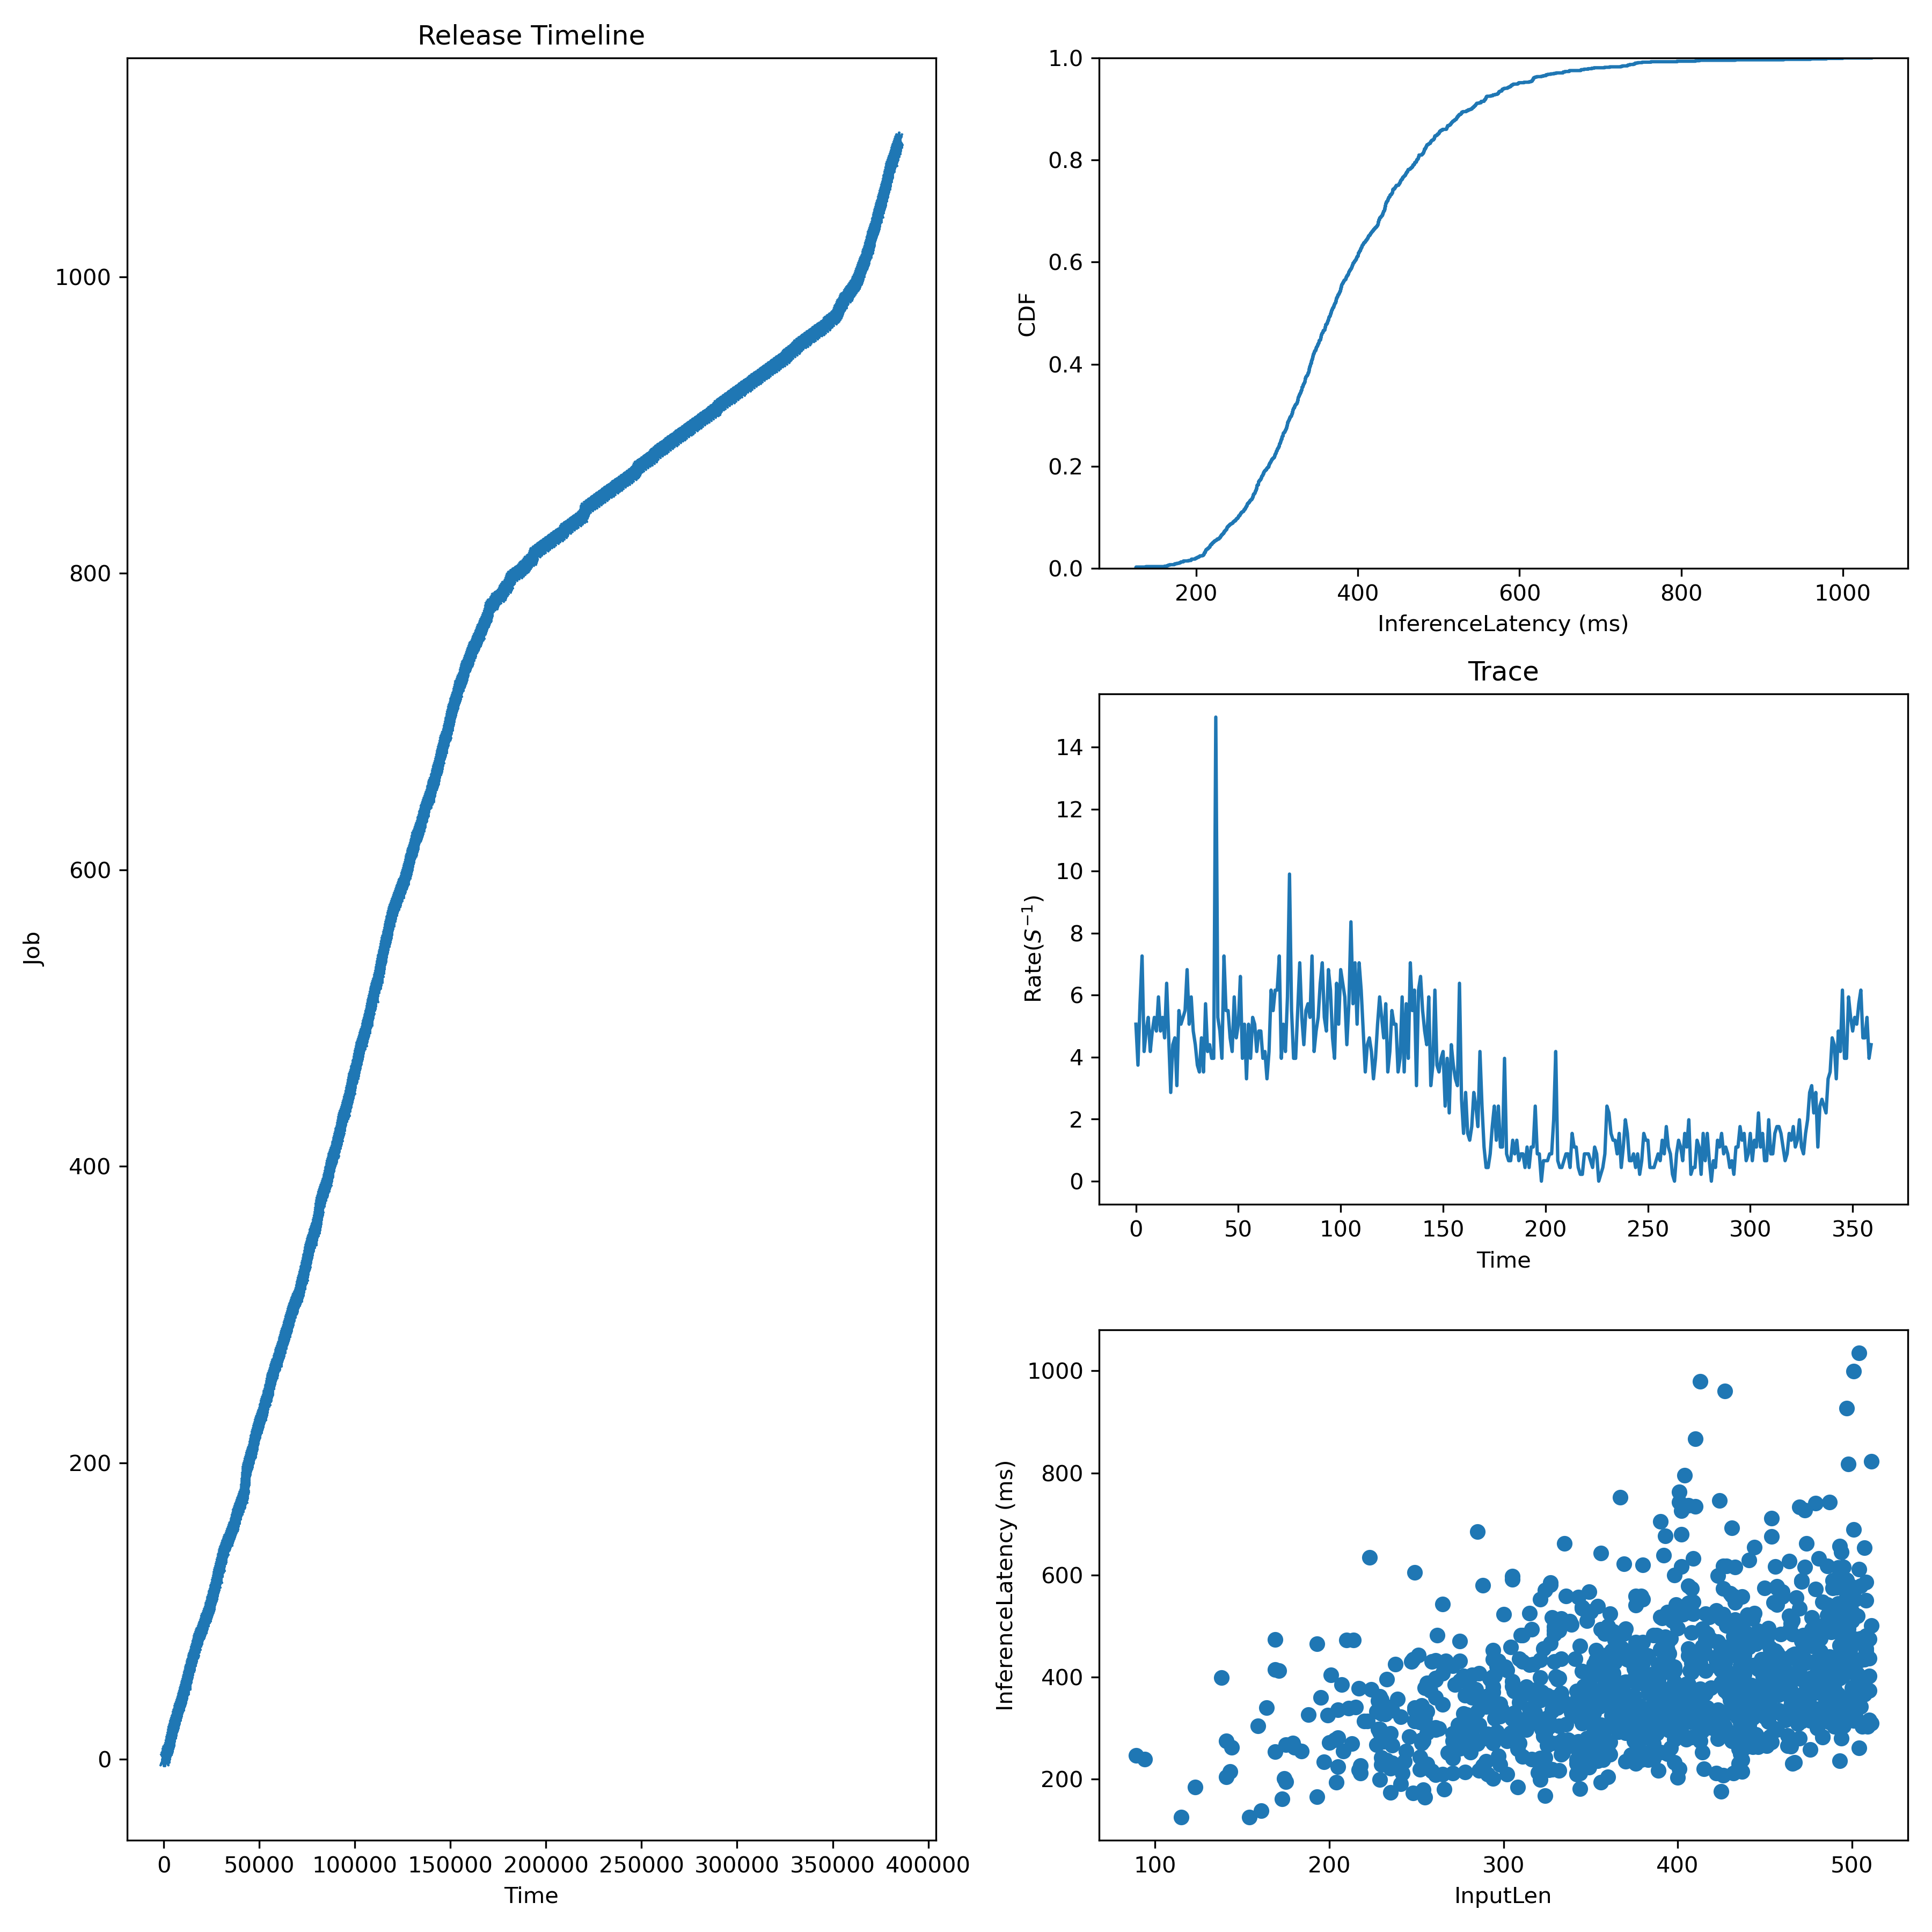 Release Timeline
Job
1000
800
600
400
200
0
0 50000 100000 150000 200000 250000 300000 350000 400000
Time
CDF
1.0
0.8
0.6
0.4
0.2
0.0
200 400 600 800 1000
InferenceLatency (ms)
Trace
Rate(S⁻¹)
14
12
10
8
6
4
2
0
0 50 100 150 200 250 300 350
Time
InferenceLatency (ms)
1000
800
600
400
200
100 200 300 400 500
InputLen